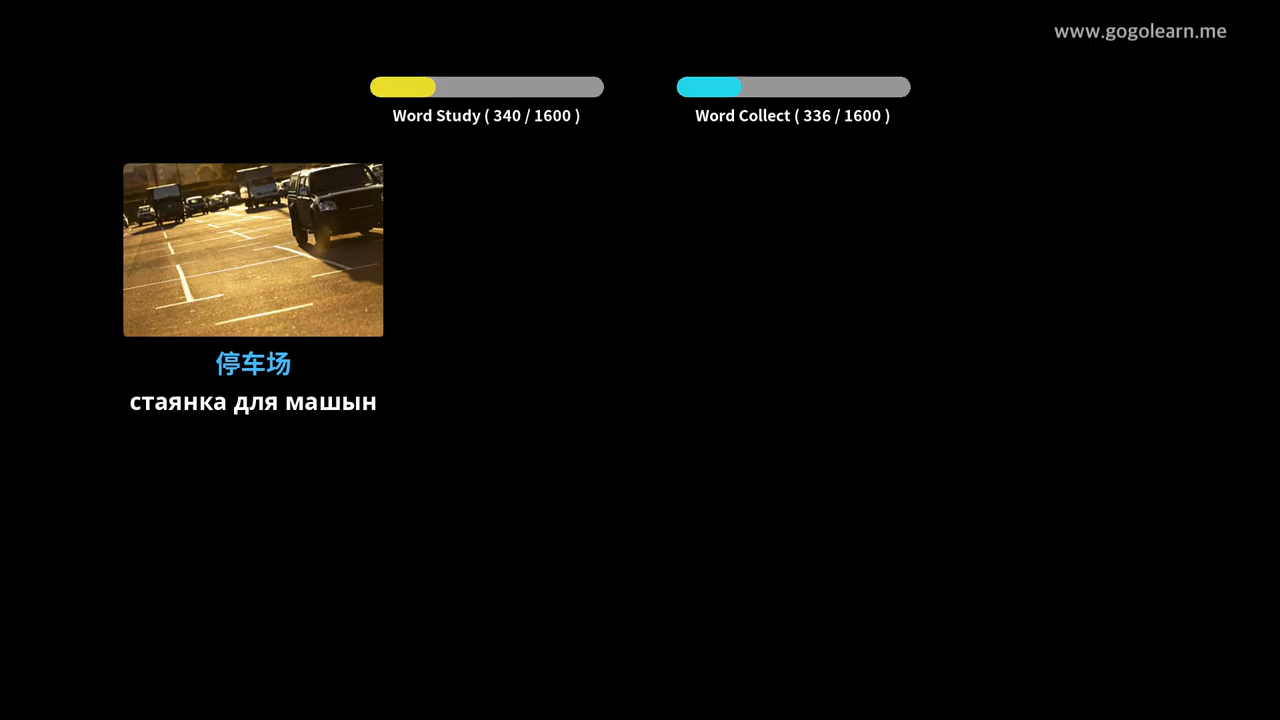 www.gogolearn.me
Word Study ( 340 / 1600 )
Word Collect ( 336 / 1600 )
停车场
стаянка для машын